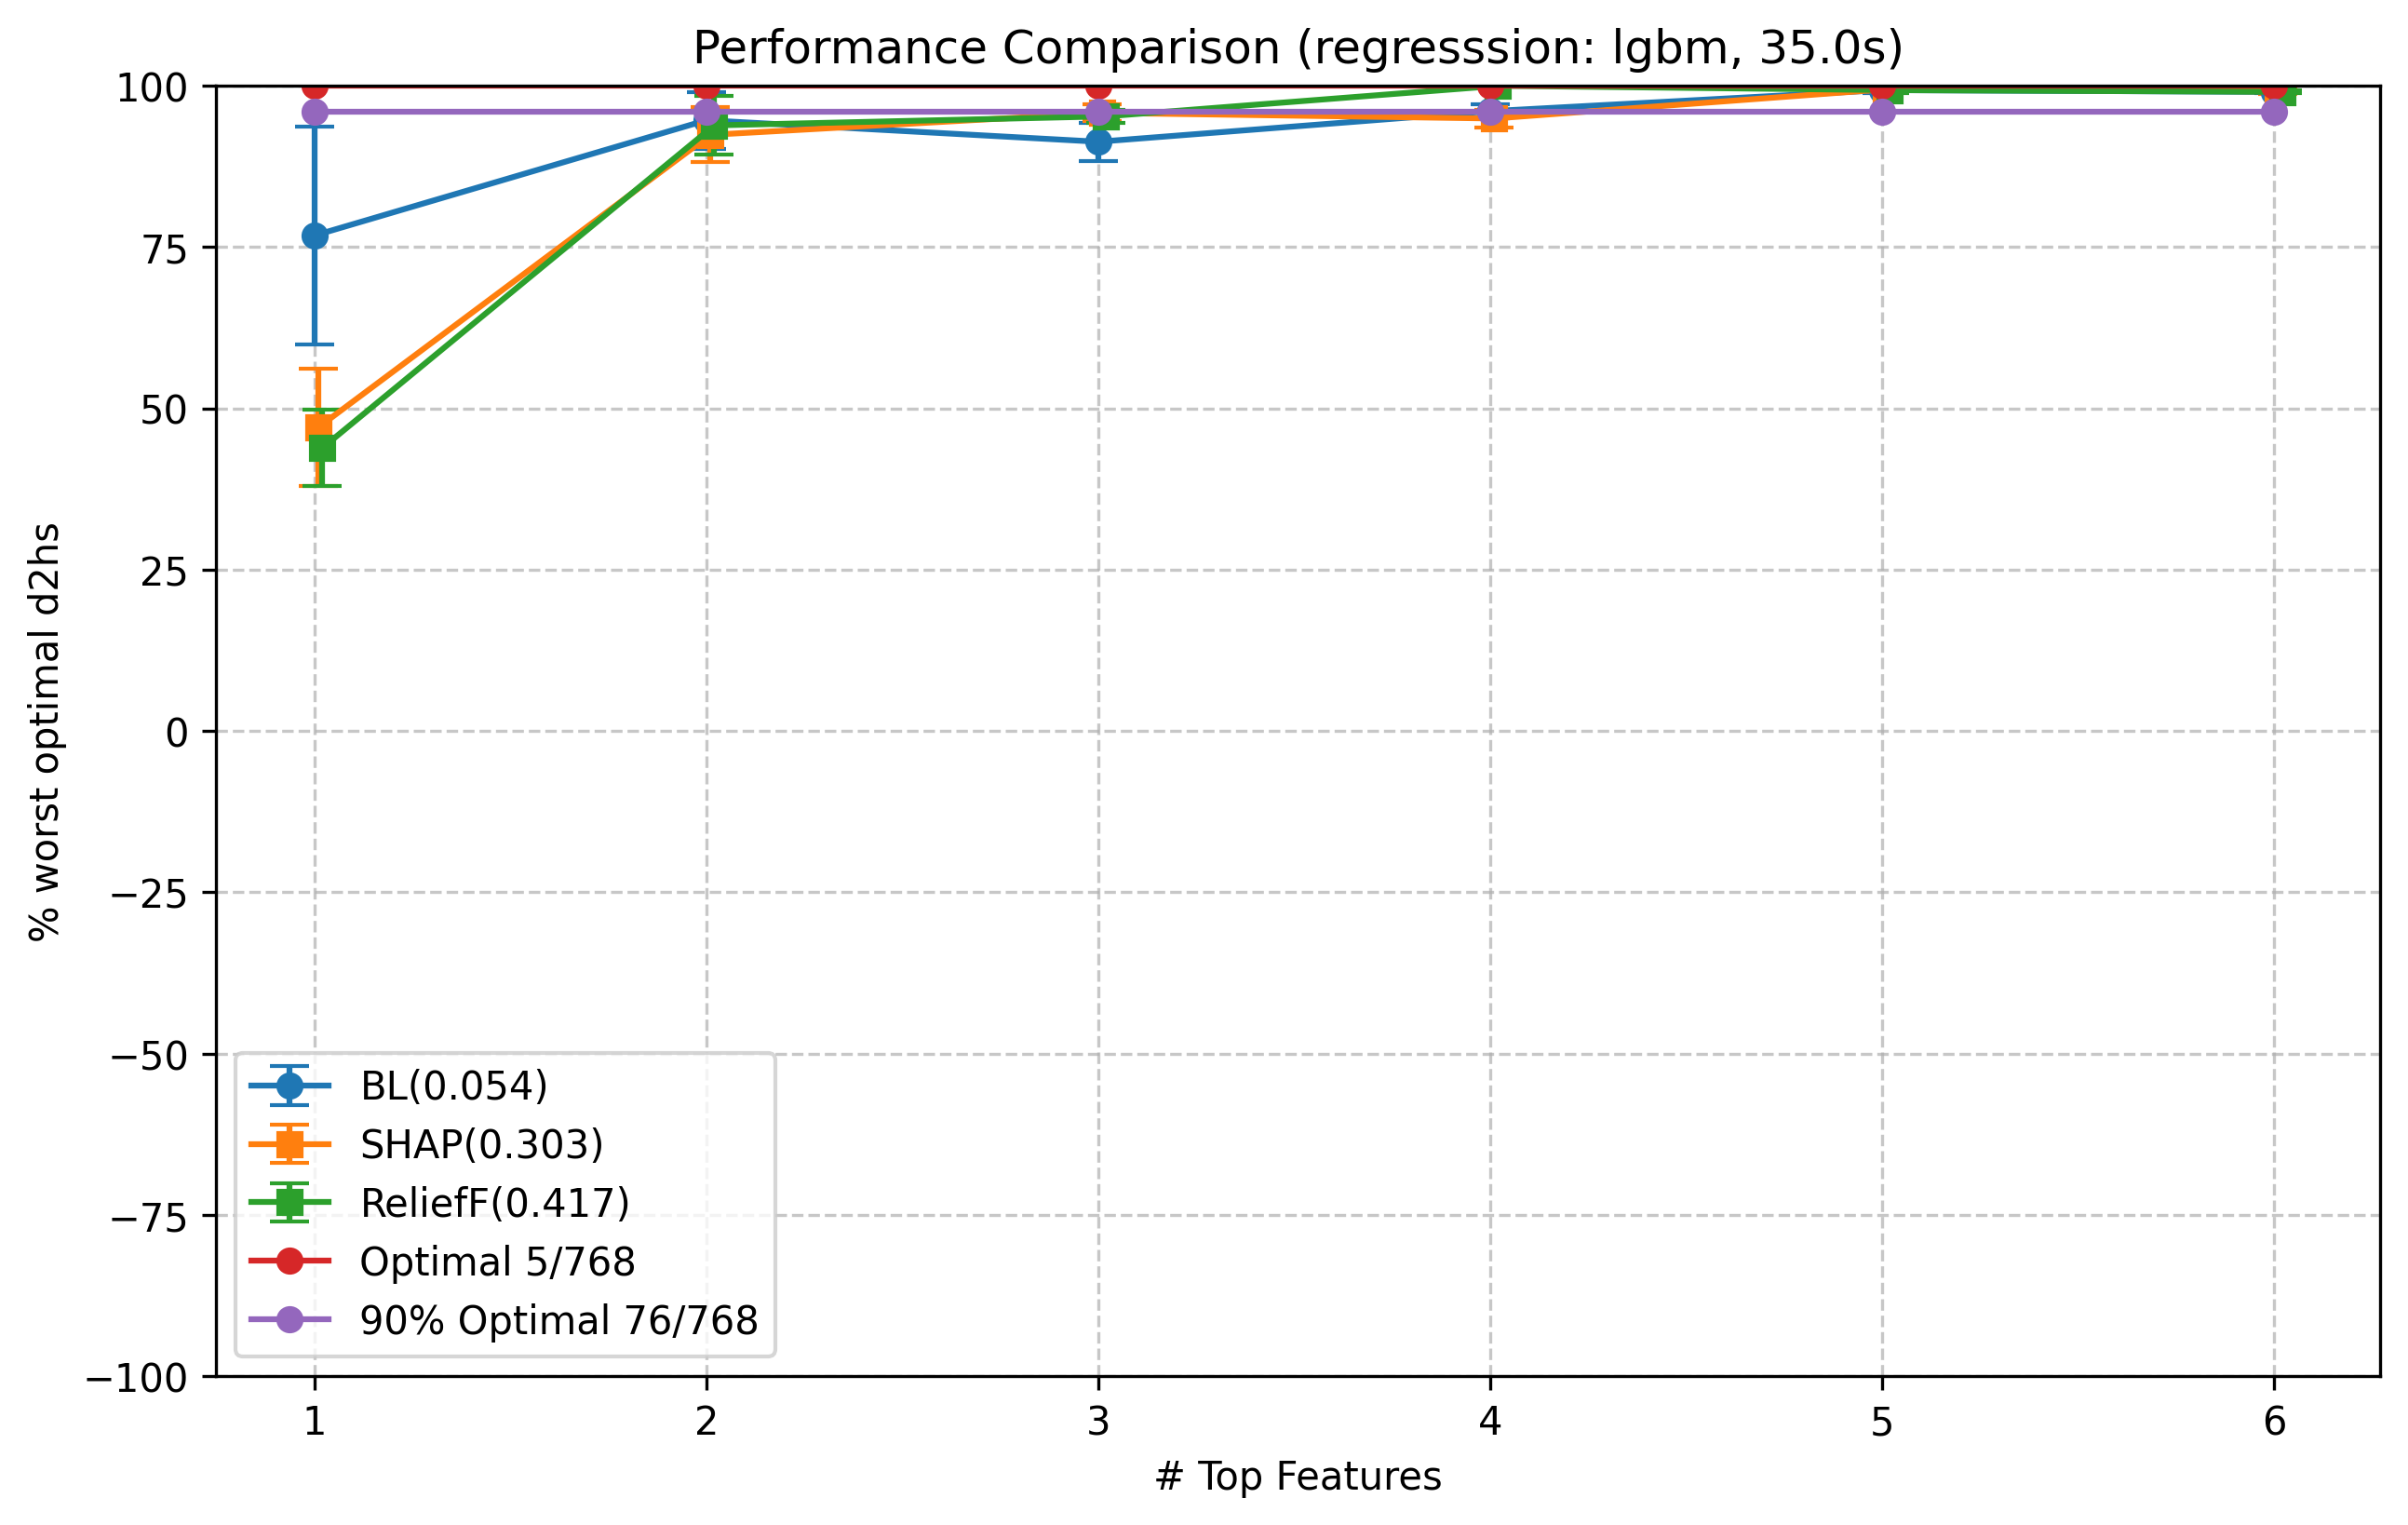 Performance Comparison (regresssion: lgbm, 35.0s)
% worst optimal d2hs
100
75
50
25
0
−25
−50
−75
−100
BL(0.054)
SHAP(0.303)
ReliefF(0.417)
Optimal 5/768
90% Optimal 76/768
1 2 3 4 5 6
# Top Features